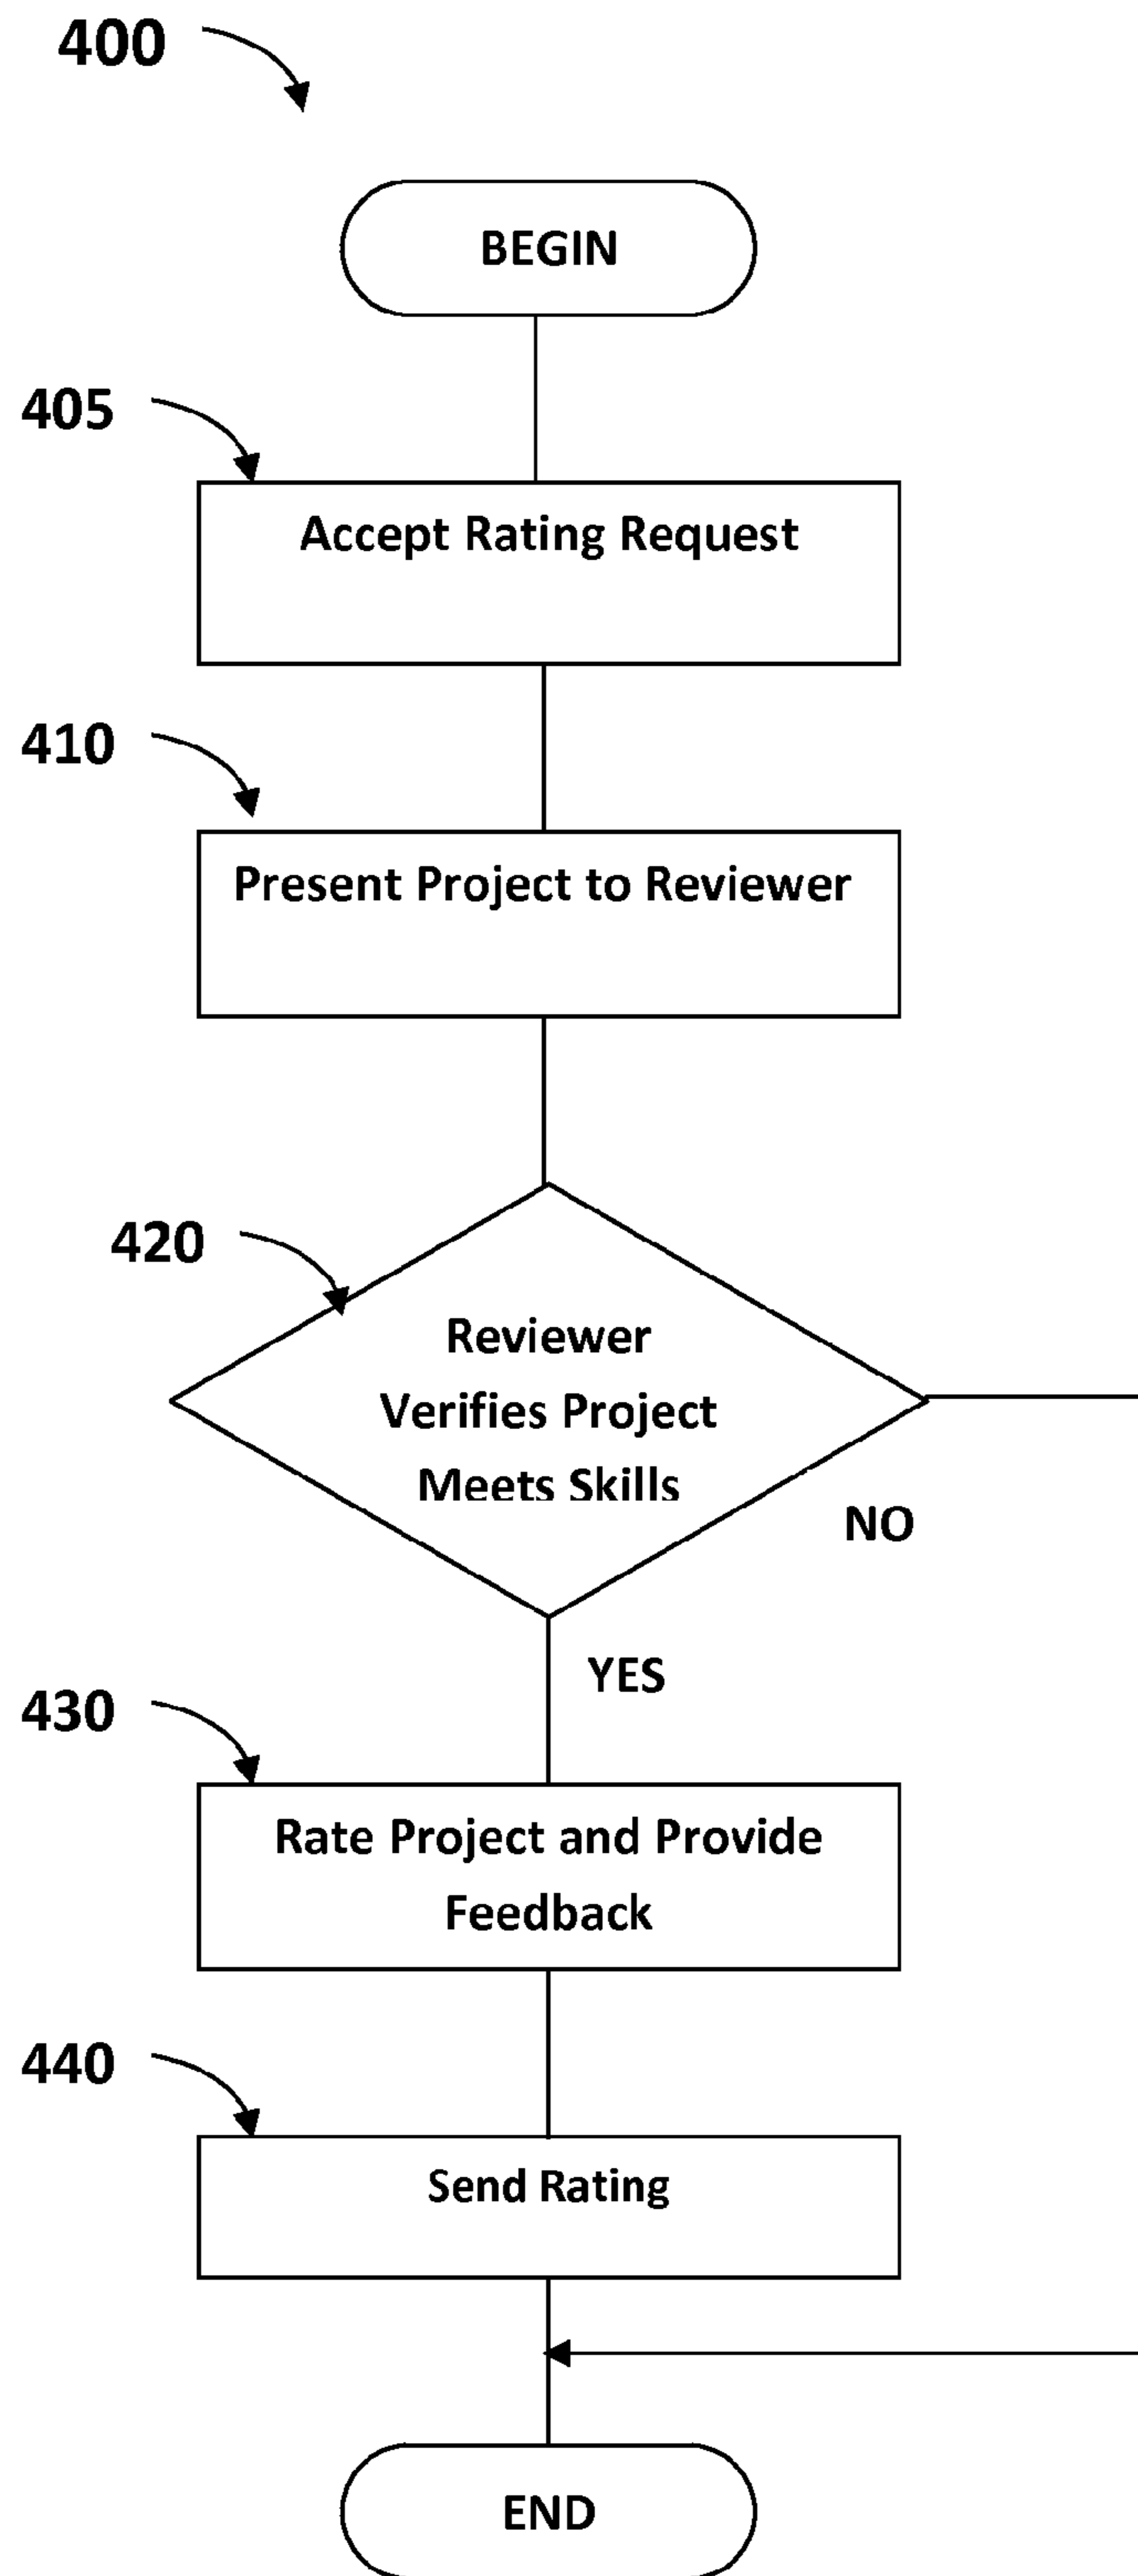 400
BEGIN
405
Accept Rating Request
410
Present Project to Reviewer
420
Reviewer
Verifies Project
Meets Skills
NO
YES
430
Rate Project and Provide
Feedback
440
Send Rating
END